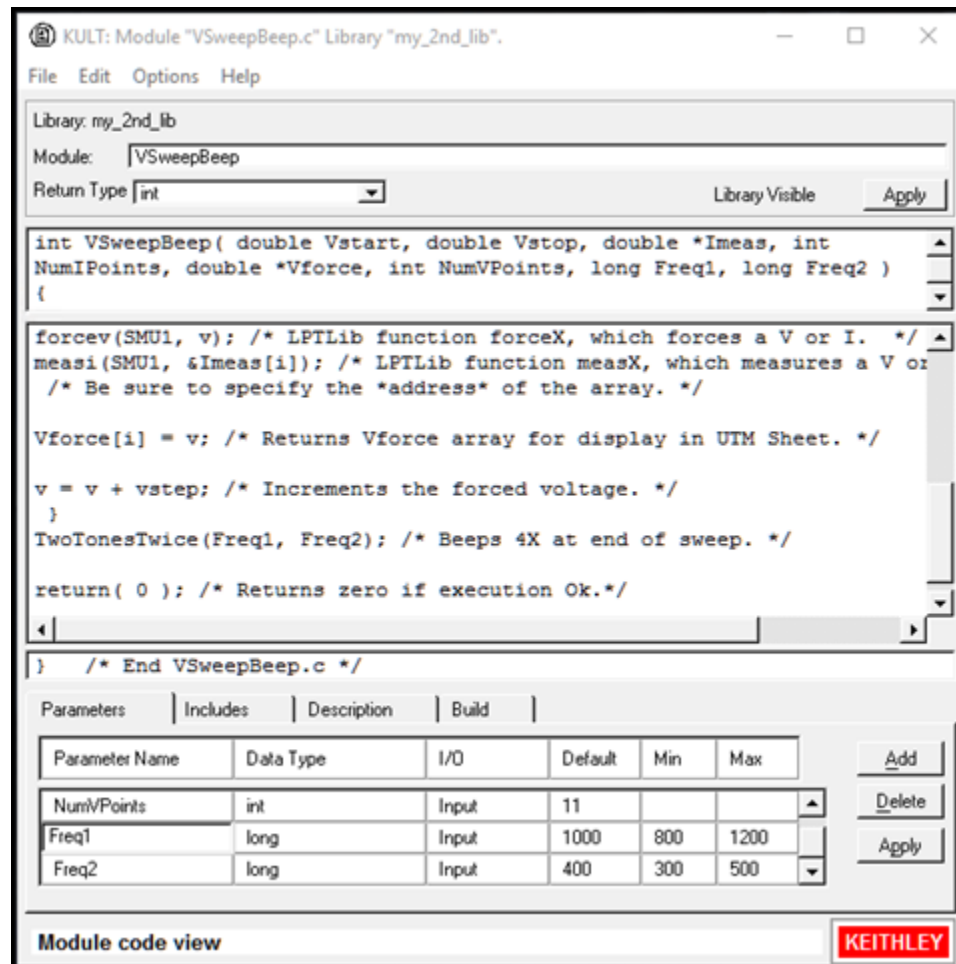 KULT: Module "VSweepBeep.c" Library "my_2nd_lib".
File Edit Options Help
Library: my_2nd_lib
Module: VSweepBeep
Return Type int Library Visible Apply
int VSweepBeep( double Vstart, double Vstop, double *Imeas, int
NumIPoints, double *Vforce, int NumVPoints, long Freq1, long Freq2 )
{
forcev(SMU1, v); /* LPTLib function forceX, which forces a V or I. */
measi(SMU1, &Imeas[i]); /* LPTLib function measX, which measures a V or
/* Be sure to specify the *address* of the array. */
Vforce[i] = v; /* Returns Vforce array for display in UTM Sheet. */
v = v + vstep; /* Increments the forced voltage. */
}
TwoTonesTwice(Freq1, Freq2); /* Beeps 4X at end of sweep. */
return( 0 ); /* Returns zero if execution Ok.*/
} /* End VSweepBeep.c */
Parameters Includes Description Build
Parameter Name Data Type I/O Default Min Max Add
NumVPoints int Input 11 Delete
Freq1 long Input 1000 800 1200 Apply
Freq2 long Input 400 300 500
Module code view KEITHLEY